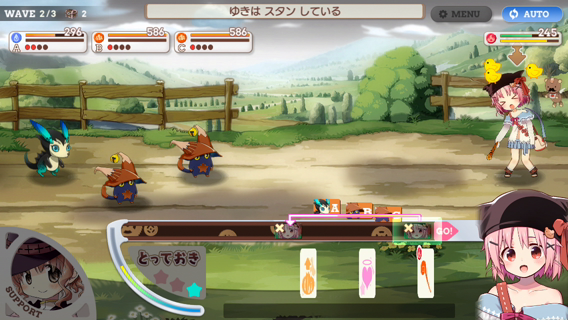 WAVE 2/3 2
ゆきは スタン している
MENU
AUTO
296
A
586
B
586
C
245
A
B
C
GO!
とっておき
SUPPORT